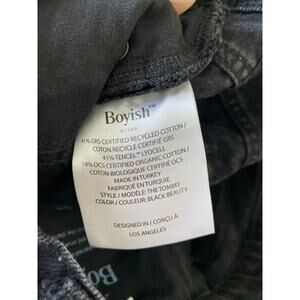 Boyish™
41% GRS CERTIFIED RECYCLED COTTON /
COTON RECYCLÉ CERTIFIÉ GRS
41% TENCEL™ LYOCELL
18% OCS CERTIFIED ORGANIC COTTON /
COTON BIOLOGIQUE CERTIFIÉ OCS
MADE IN TURKEY
FABRIQUÉ EN TURQUIE
STYLE / MODÈLE: THE TOMMY
COLOR / COULEUR: BLACK BEAUTY
DESIGNED IN / CONÇU À
LOS ANGELES
Boy